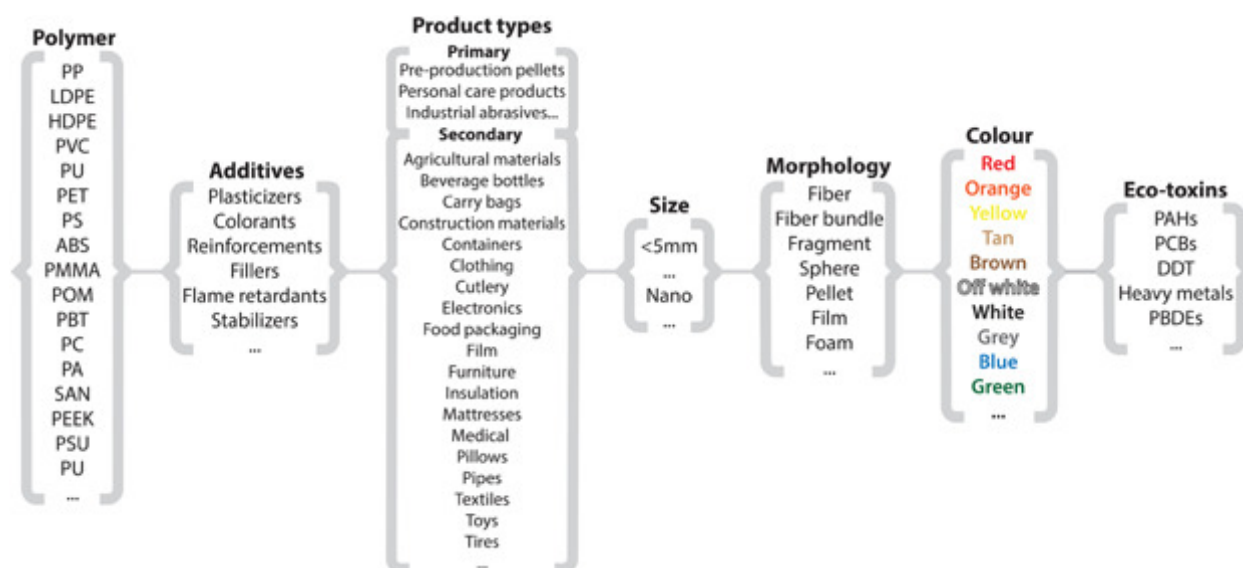 Polymer
PP
LDPE
HDPE
PVC
PU
PET
PS
ABS
PMMA
POM
PBT
PC
PA
SAN
PEEK
PSU
PU
...
Additives
Plasticizers
Colorants
Reinforcements
Fillers
Flame retardants
Stabilizers
...
Product types
Primary
Pre-production pellets
Personal care products
Industrial abrasives...
Secondary
Agricultural materials
Beverage bottles
Carry bags
Construction materials
Containers
Clothing
Cutlery
Electronics
Food packaging
Film
Furniture
Insulation
Mattresses
Medical
Pillows
Pipes
Textiles
Toys
Tires
...
Size
<5mm
...
Nano
...
Morphology
Fiber
Fiber bundle
Fragment
Sphere
Pellet
Film
Foam
...
Colour
Red
Orange
Yellow
Tan
Brown
Off white
White
Grey
Blue
Green
...
Eco-toxins
PAHs
PCBs
DDT
Heavy metals
PBDEs
...